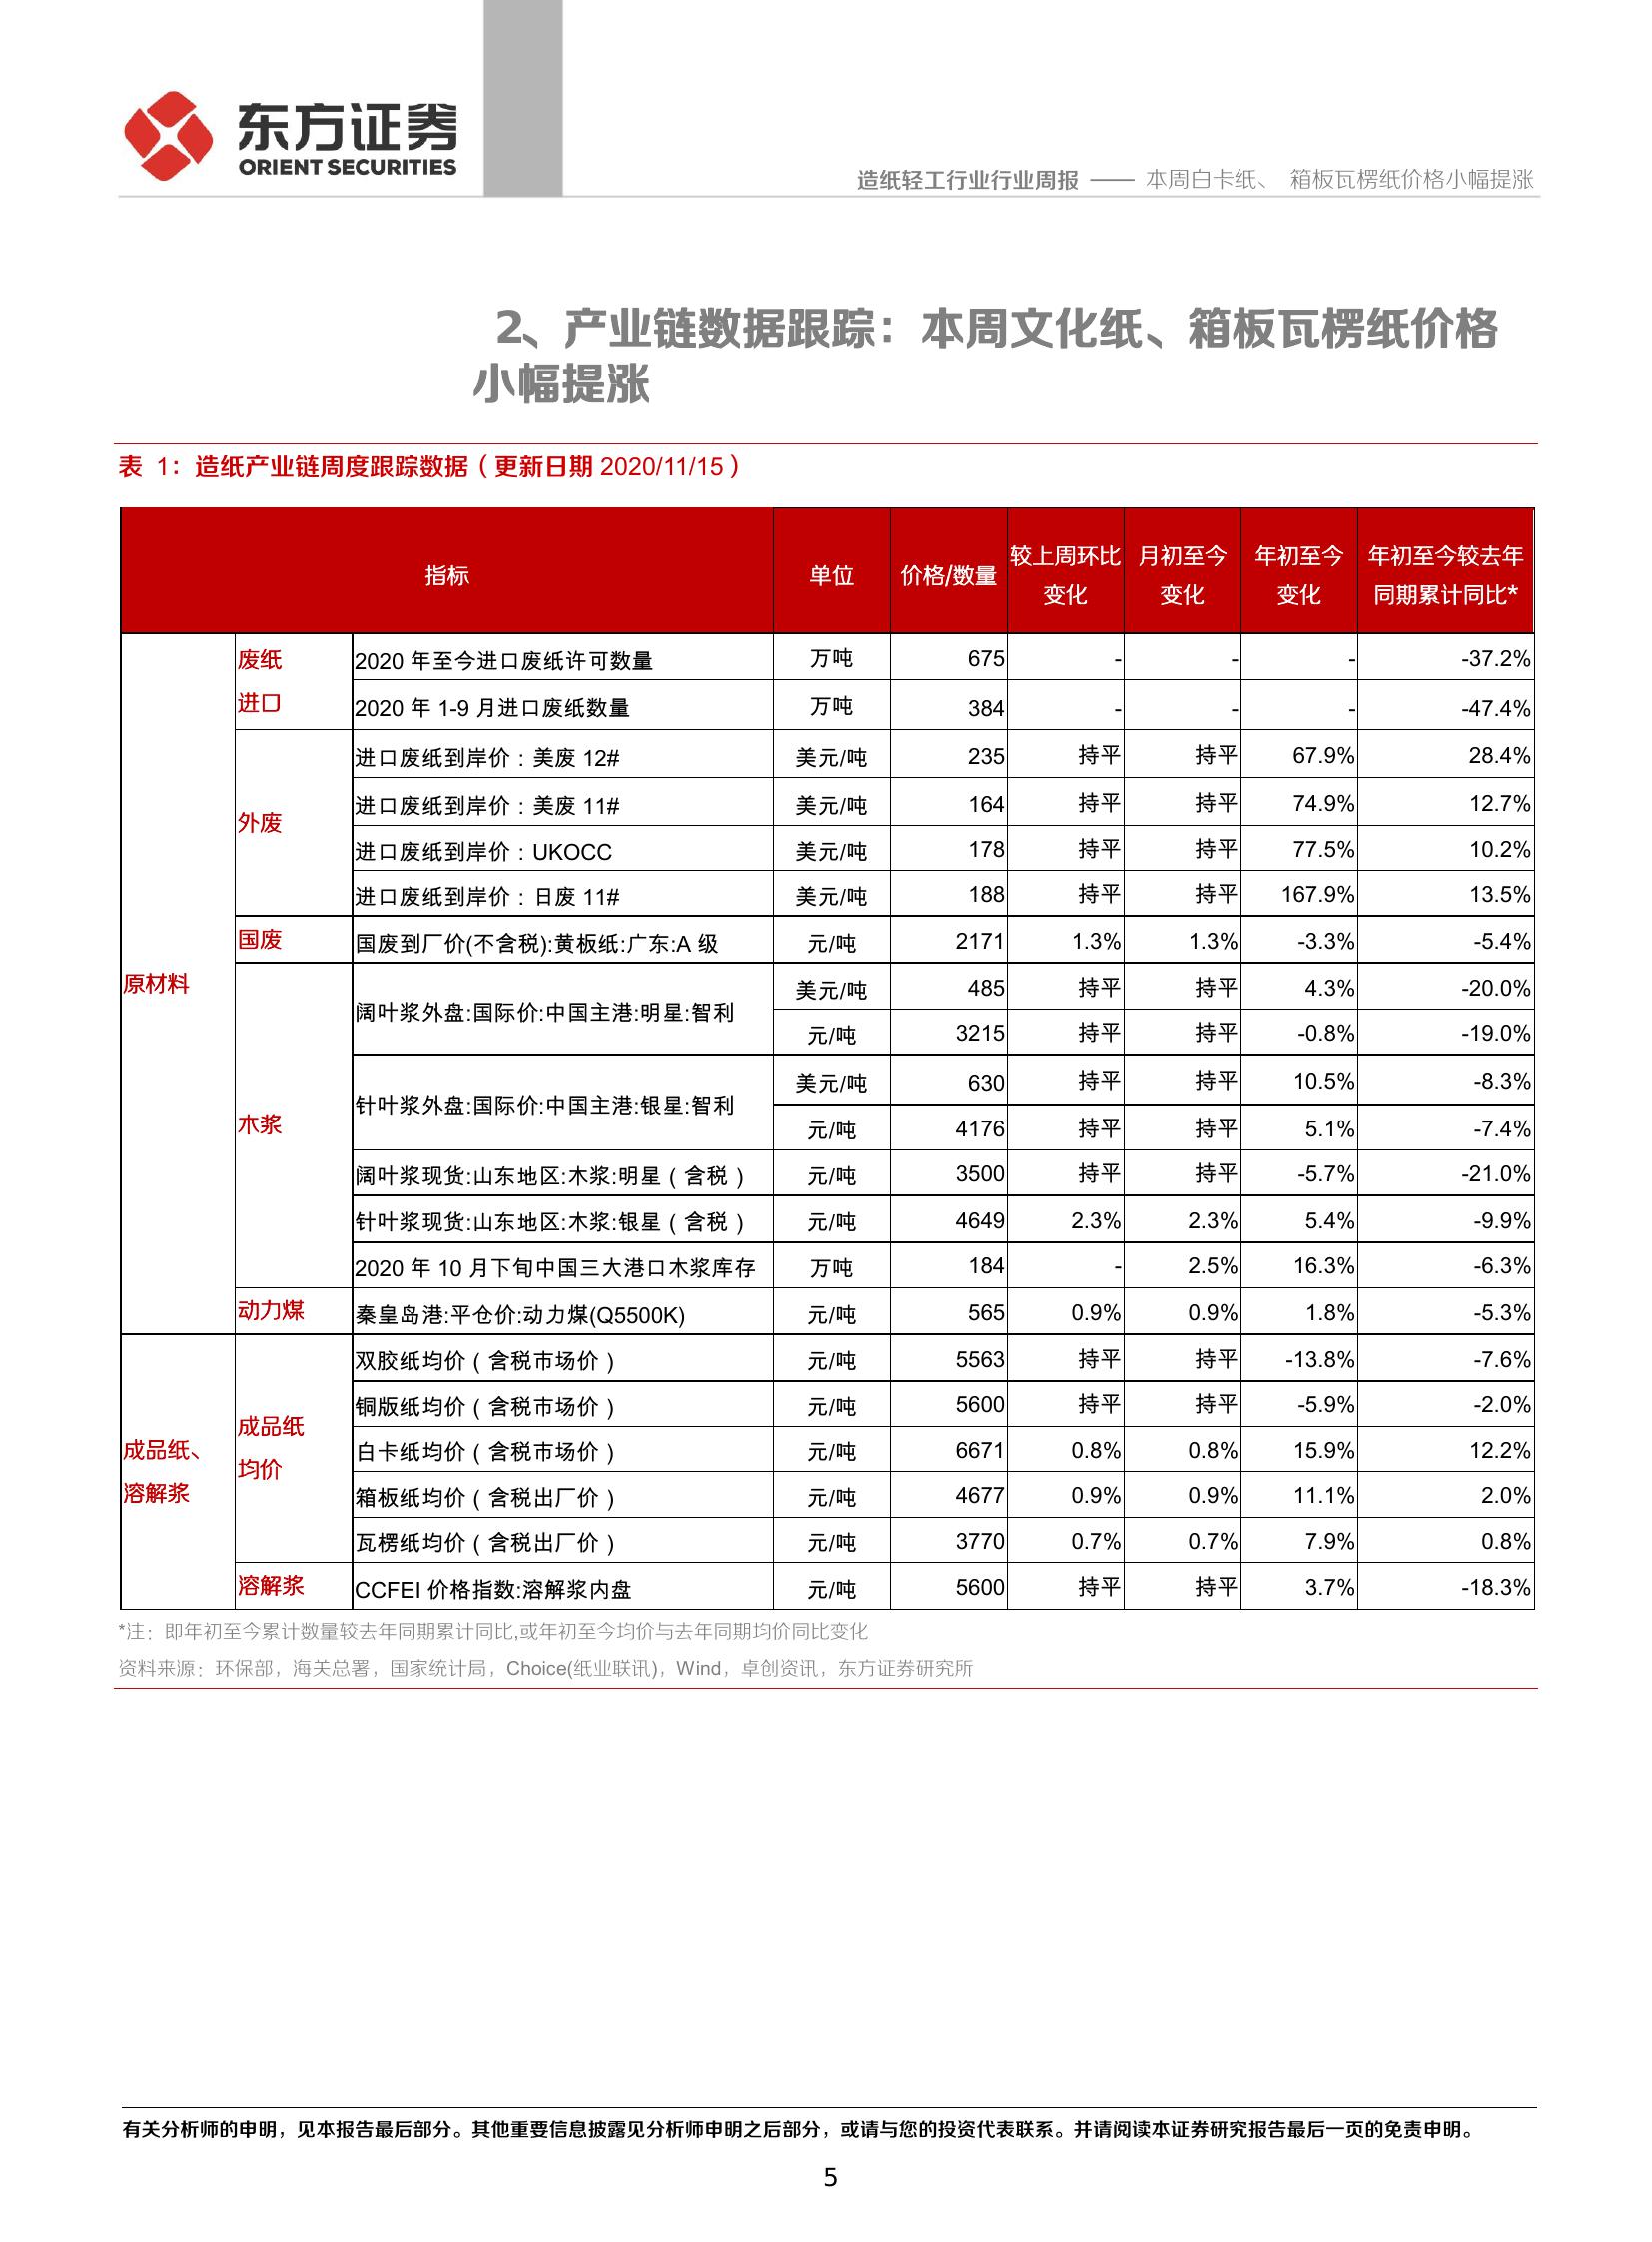 东方证券
ORIENT SECURITIES
造纸轻工行业行业周报 —— 本周白卡纸、 箱板瓦楞纸价格小幅提涨
2、产业链数据跟踪：本周文化纸、箱板瓦楞纸价格
小幅提涨
表 1：造纸产业链周度跟踪数据（更新日期 2020/11/15）
指标 单位 价格/数量 较上周环比变化 月初至今变化 年初至今变化 年初至今较去年同期累计同比*
原材料
废纸进口
2020 年至今进口废纸许可数量 万吨 675 - - - -37.2%
2020 年 1-9 月进口废纸数量 万吨 384 - - - -47.4%
外废
进口废纸到岸价：美废 12# 美元/吨 235 持平 持平 67.9% 28.4%
进口废纸到岸价：美废 11# 美元/吨 164 持平 持平 74.9% 12.7%
进口废纸到岸价：UKOCC 美元/吨 178 持平 持平 77.5% 10.2%
进口废纸到岸价：日废 11# 美元/吨 188 持平 持平 167.9% 13.5%
国废 国废到厂价(不含税):黄板纸:广东:A 级 元/吨 2171 1.3% 1.3% -3.3% -5.4%
木浆
阔叶浆外盘:国际价:中国主港:明星:智利 美元/吨 485 持平 持平 4.3% -20.0%
元/吨 3215 持平 持平 -0.8% -19.0%
针叶浆外盘:国际价:中国主港:银星:智利 美元/吨 630 持平 持平 10.5% -8.3%
元/吨 4176 持平 持平 5.1% -7.4%
阔叶浆现货:山东地区:木浆:明星（含税） 元/吨 3500 持平 持平 -5.7% -21.0%
针叶浆现货:山东地区:木浆:银星（含税） 元/吨 4649 2.3% 2.3% 5.4% -9.9%
2020 年 10 月下旬中国三大港口木浆库存 万吨 184 - 2.5% 16.3% -6.3%
动力煤 秦皇岛港:平仓价:动力煤(Q5500K) 元/吨 565 0.9% 0.9% 1.8% -5.3%
成品纸、溶解浆
成品纸均价
双胶纸均价（含税市场价） 元/吨 5563 持平 持平 -13.8% -7.6%
铜版纸均价（含税市场价） 元/吨 5600 持平 持平 -5.9% -2.0%
白卡纸均价（含税市场价） 元/吨 6671 0.8% 0.8% 15.9% 12.2%
箱板纸均价（含税出厂价） 元/吨 4677 0.9% 0.9% 11.1% 2.0%
瓦楞纸均价（含税出厂价） 元/吨 3770 0.7% 0.7% 7.9% 0.8%
溶解浆 CCFEI 价格指数:溶解浆内盘 元/吨 5600 持平 持平 3.7% -18.3%
*注：即年初至今累计数量较去年同期累计同比,或年初至今均价与去年同期均价同比变化
资料来源：环保部，海关总署，国家统计局，Choice(纸业联讯)，Wind，卓创资讯，东方证券研究所
有关分析师的申明，见本报告最后部分。其他重要信息披露见分析师申明之后部分，或请与您的投资代表联系。并请阅读本证券研究报告最后一页的免责申明。
5